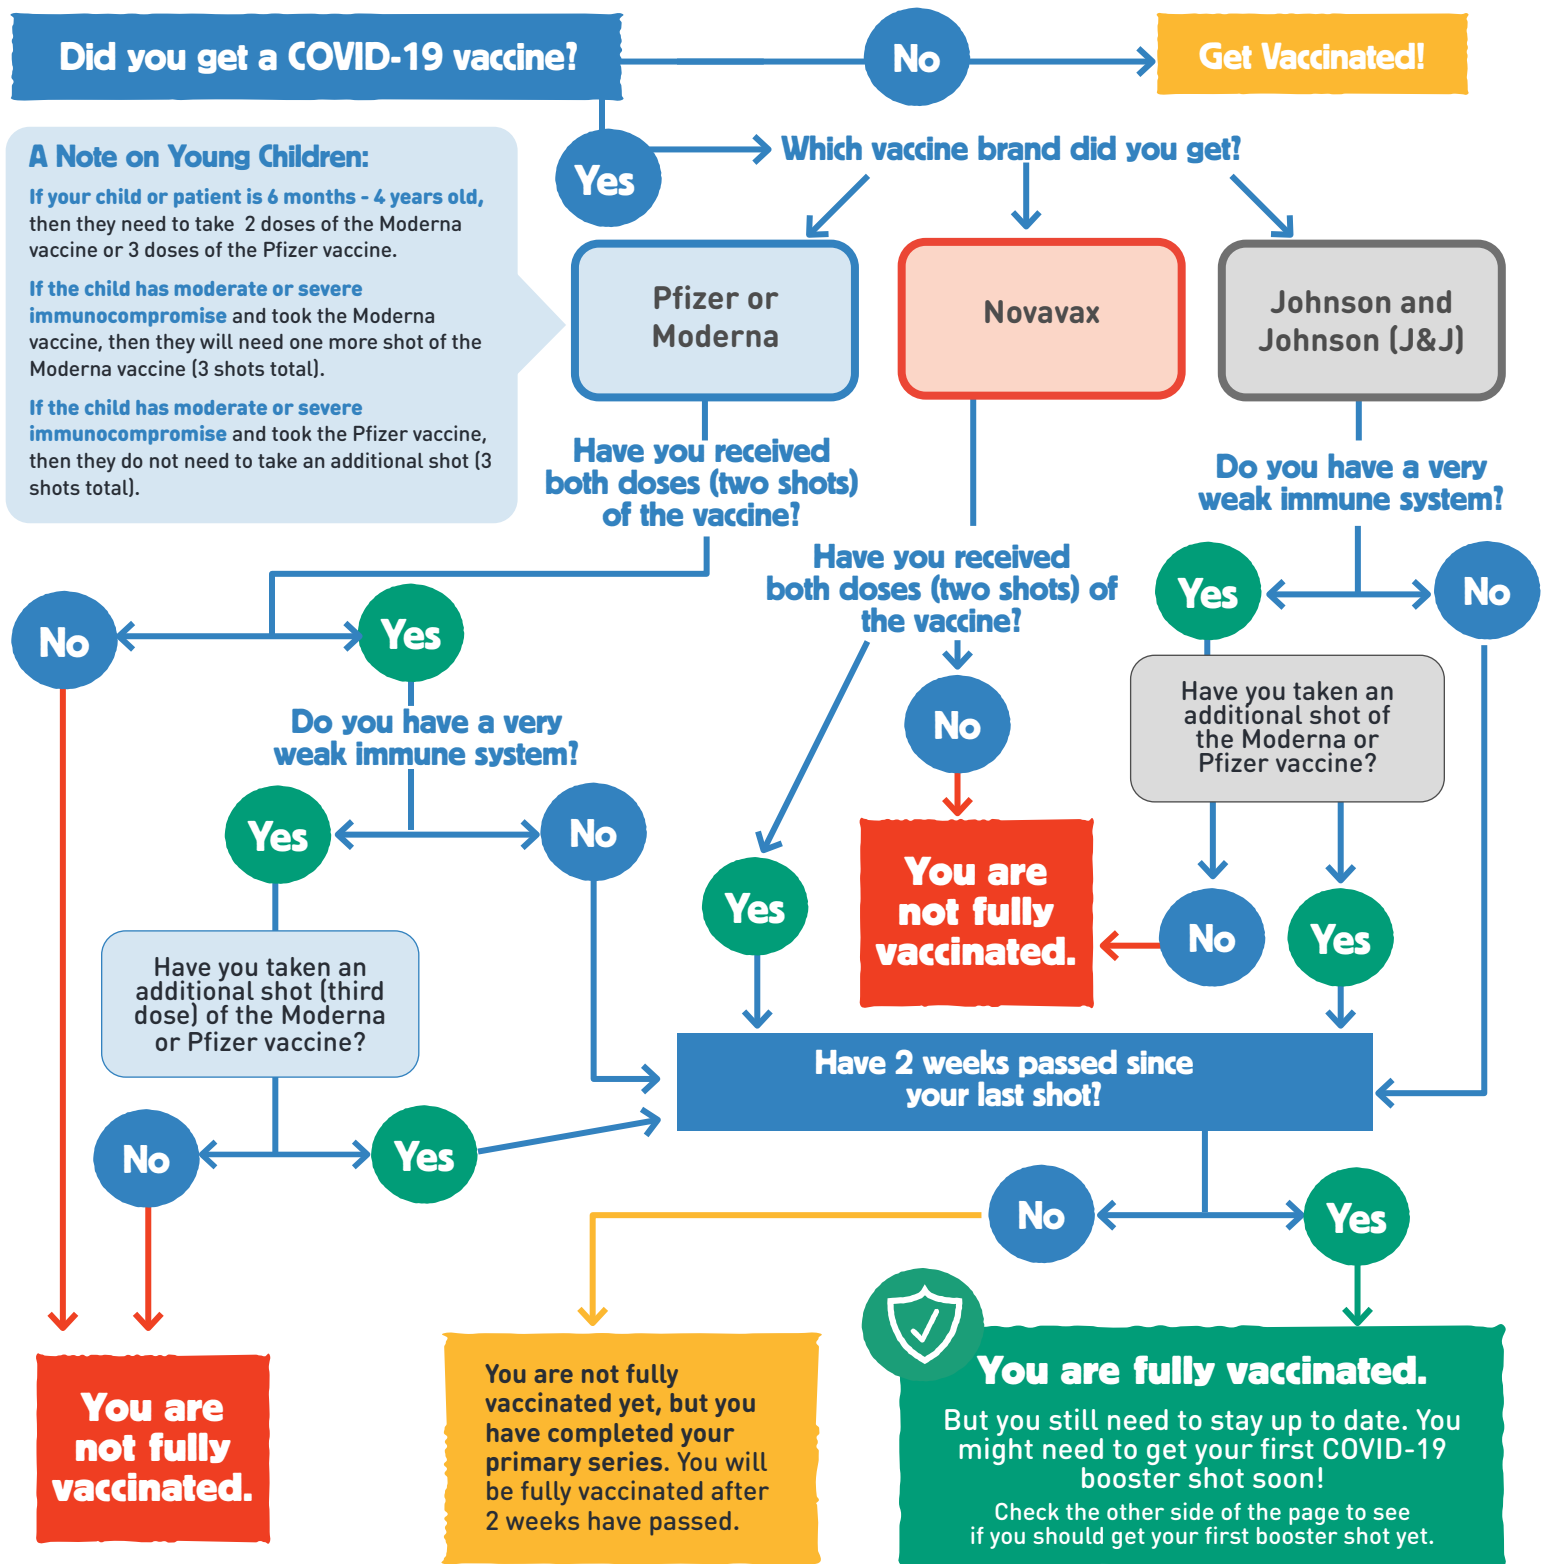 Did you get a COVID-19 vaccine?
No
Get Vaccinated!
Yes
Which vaccine brand did you get?
A Note on Young Children:
If your child or patient is 6 months - 4 years old,
then they need to take 2 doses of the Moderna
vaccine or 3 doses of the Pfizer vaccine.
If the child has moderate or severe
immunocompromise and took the Moderna
vaccine, then they will need one more shot of the
Moderna vaccine (3 shots total).
If the child has moderate or severe
immunocompromise and took the Pfizer vaccine,
then they do not need to take an additional shot (3
shots total).
Pfizer or
Moderna
Novavax
Johnson and
Johnson (J&J)
Have you received
both doses (two shots)
of the vaccine?
No
Yes
Do you have a very
weak immune system?
Yes
No
Have you taken an
additional shot (third
dose) of the Moderna
or Pfizer vaccine?
No
Yes
Have you received
both doses (two shots) of
the vaccine?
No
Yes
You are
not fully
vaccinated.
Do you have a very
weak immune system?
Yes
No
Have you taken an
additional shot of
the Moderna or
Pfizer vaccine?
No
Yes
Have 2 weeks passed since
your last shot?
No
Yes
You are
not fully
vaccinated.
You are not fully
vaccinated yet, but you
have completed your
primary series. You will
be fully vaccinated after
2 weeks have passed.
You are fully vaccinated.
But you still need to stay up to date. You
might need to get your first COVID-19
booster shot soon!
Check the other side of the page to see
if you should get your first booster shot yet.